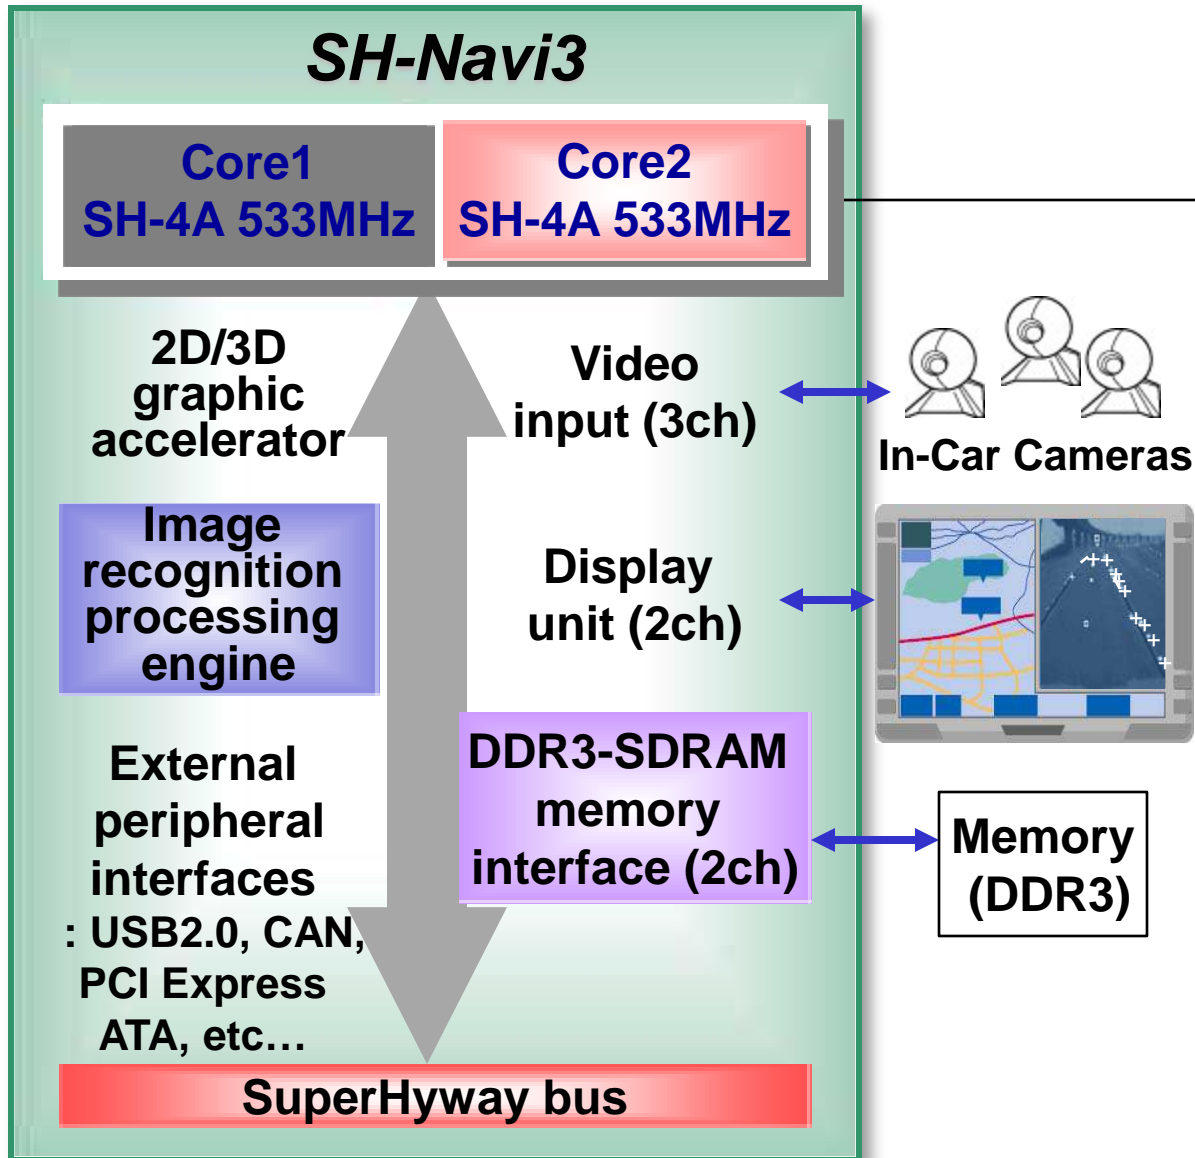 SH-Navi3
Core1
SH-4A 533MHz
Core2
SH-4A 533MHz
2D/3D
graphic
accelerator
Video
input (3ch)
In-Car Cameras
Image
recognition
processing
engine
Display
unit (2ch)
External
peripheral
interfaces
: USB2.0, CAN,
PCI Express
ATA, etc…
DDR3-SDRAM
memory
interface (2ch)
Memory
(DDR3)
SuperHyway bus